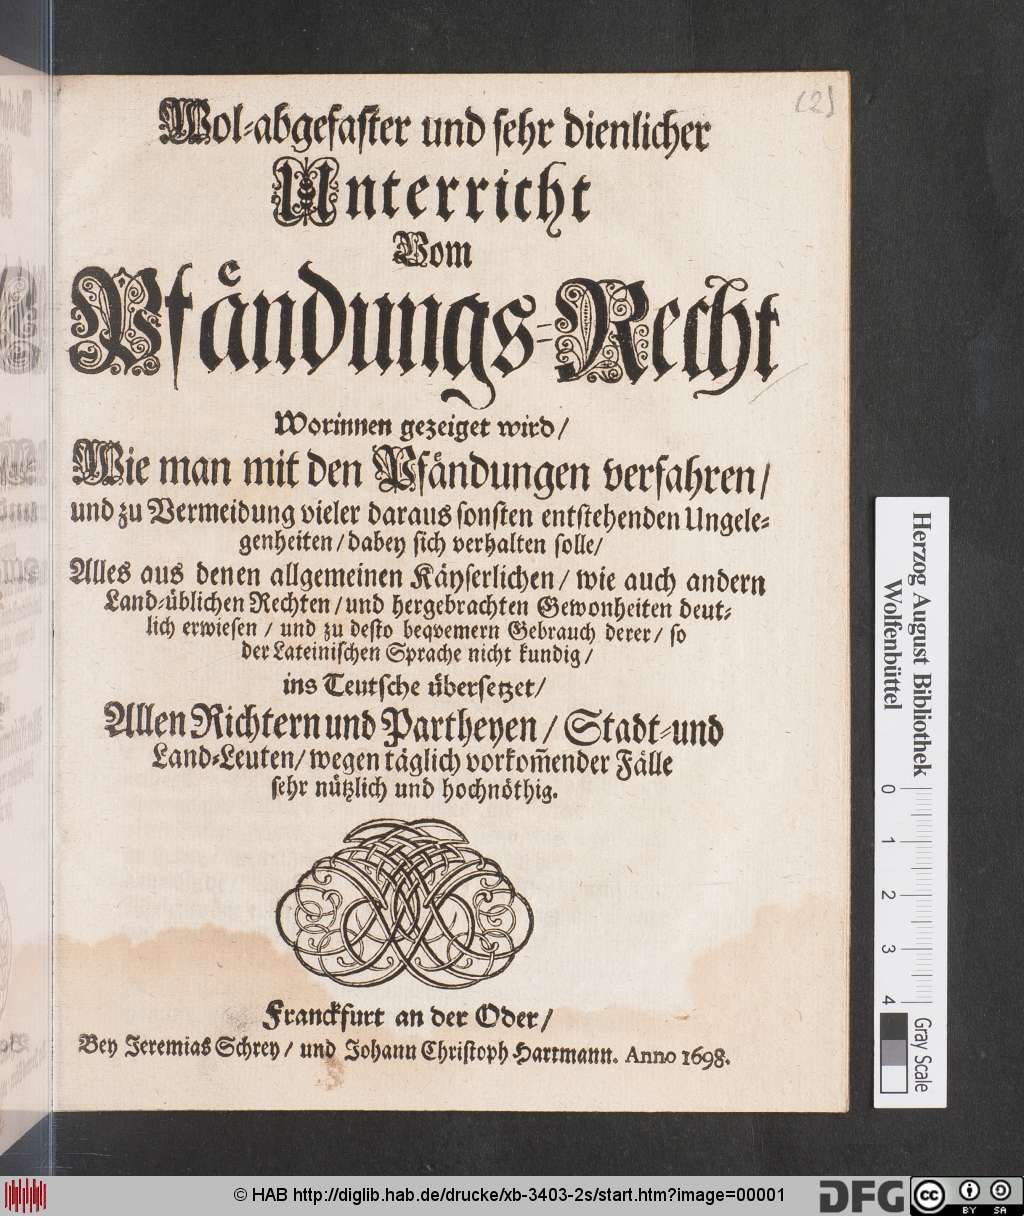 (2)
Wol-abgefaster und sehr dienlicher
Unterricht
Vom
Pfändungs-Recht
Worinnen gezeiget wird/
Wie man mit den Pfändungen verfahren/
und zu Vermeidung vieler daraus sonsten entstehenden Ungele-
genheiten/ dabey sich verhalten solle/
Alles aus denen allgemeinen Käyserlichen/ wie auch andern
Land-üblichen Rechten/ und hergebrachten Gewonheiten deut-
lich erwiesen/ und zu desto beqvemern Gebrauch derer/ so
der Lateinischen Sprache nicht kundig/
ins Teutsche übersetzet/
Allen Richtern und Partheyen/ Stadt-und
Land-Leuten/ wegen täglich vorkom̃ender Fälle
sehr nützlich und hochnöthig.
Franckfurt an der Oder/
Bey Jeremias Schrey/ und Johann Christoph Hartmann. Anno 1698.
Herzog August Bibliothek
Wolfenbüttel
0 1 2 3 4
Gray Scale
© HAB http://diglib.hab.de/drucke/xb-3403-2s/start.htm?image=00001
DFG
cc BY SA